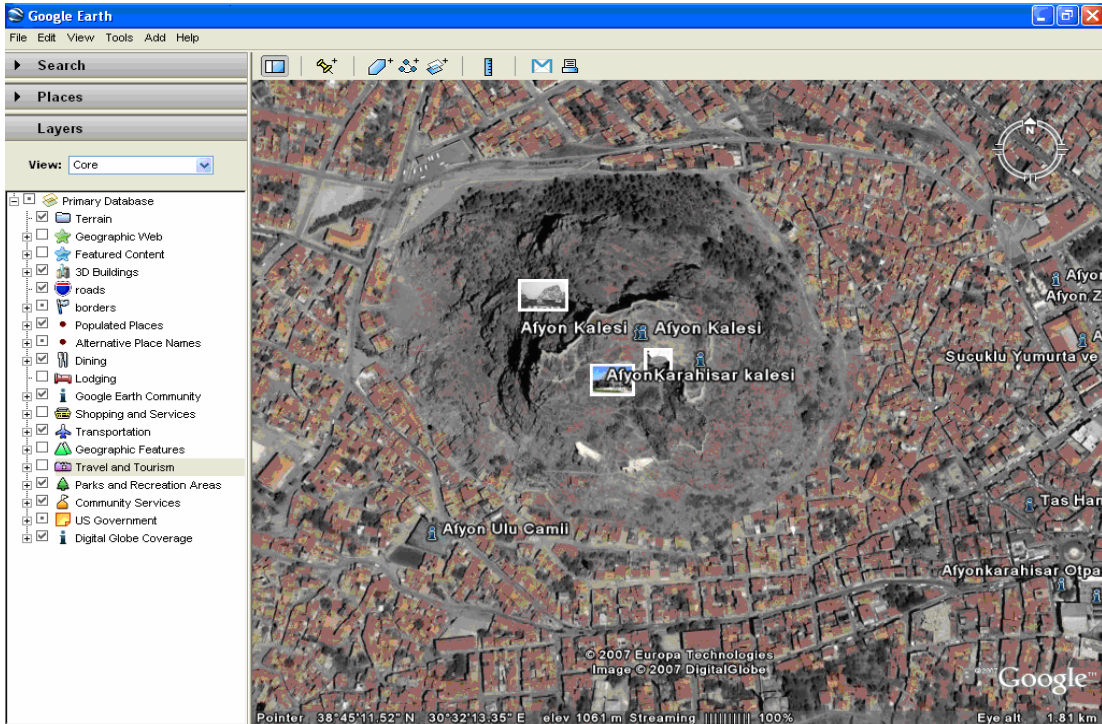 Google Earth
File Edit View Tools Add Help
Search
Places
Layers
View: Core
Primary Database
Terrain
Geographic Web
Featured Content
3D Buildings
roads
borders
Populated Places
Alternative Place Names
Dining
Lodging
Google Earth Community
Shopping and Services
Transportation
Geographic Features
Travel and Tourism
Parks and Recreation Areas
Community Services
US Government
Digital Globe Coverage
N
Afyon
Afyon Z
Afyon Kalesi Afyon Kalesi
A
Sucuklu Yumurta ve
AfyonKarahisar kalesi
Tas Han
Afyon Ulu Camii
Afyonkarahisar Otpa
© 2007 Europa Technologies
Image © 2007 DigitalGlobe
© 2007 Google™
Pointer 38°45'11.52" N 30°32'13.35" E elev 1061 m Streaming 100% Eye alt 1.81 km